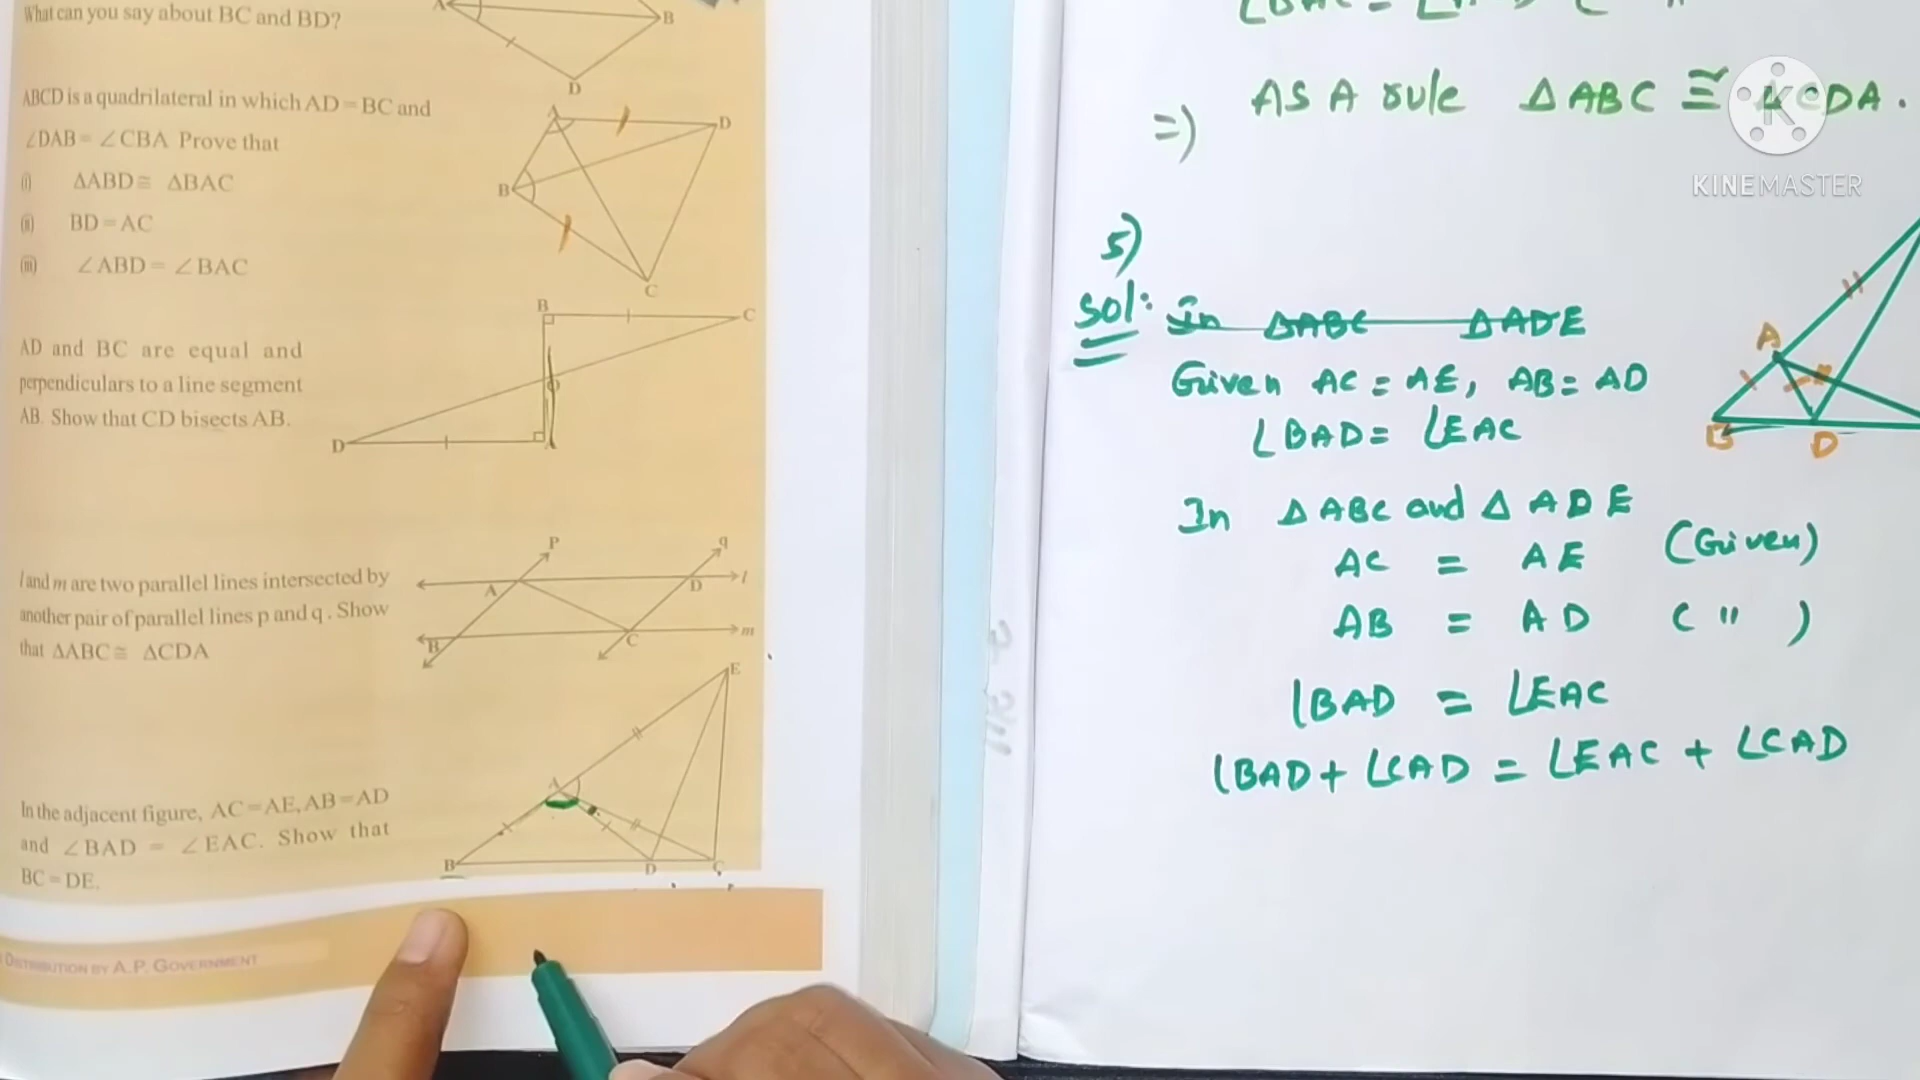 What can you say about BC and BD?
A
B
D
ABCD is a quadrilateral in which AD=BC and
∠DAB= ∠CBA Prove that
(i) ΔABD≅ ΔBAC
(ii) BD=AC
(iii) ∠ABD= ∠BAC
A
D
B
C
AD and BC are equal and
perpendiculars to a line segment
AB. Show that CD bisects AB.
B
C
D
A
l and m are two parallel lines intersected by
another pair of parallel lines p and q. Show
that ΔABC≅ ΔCDA
P
q
A
D
l
B
C
m
In the adjacent figure, AC=AE, AB=AD
and ∠BAD = ∠EAC. Show that
BC=DE.
E
A
B
D
C
DISTRIBUTION BY A.P. GOVERNMENT
=) ASA rule ΔABC ≅ ΔCDA.
K
KINEMASTER
5)
Sol: In ΔABC ΔADE
Given AC = AE, AB = AD
∠BAD = ∠EAC
In Δ ABC and Δ ADE
AC = AE (Given)
AB = AD ( " )
∠BAD = ∠EAC
∠BAD + ∠CAD = ∠EAC + ∠CAD
A
B
D